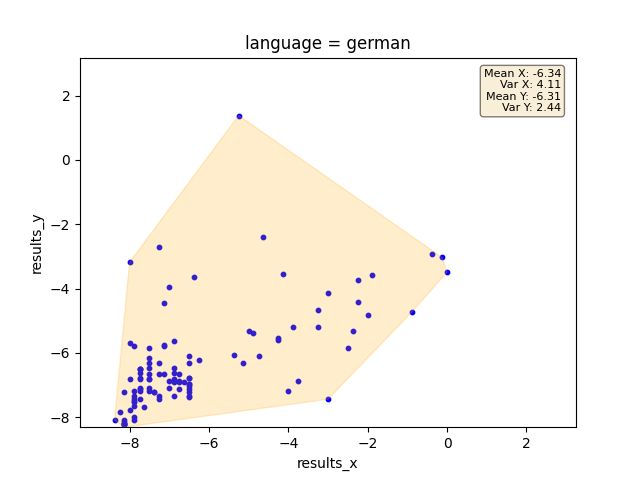 language = german
Mean X: -6.34
Var X: 4.11
Mean Y: -6.31
Var Y: 2.44
results_y
2
0
−2
−4
−6
−8
−8 −6 −4 −2 0 2
results_x